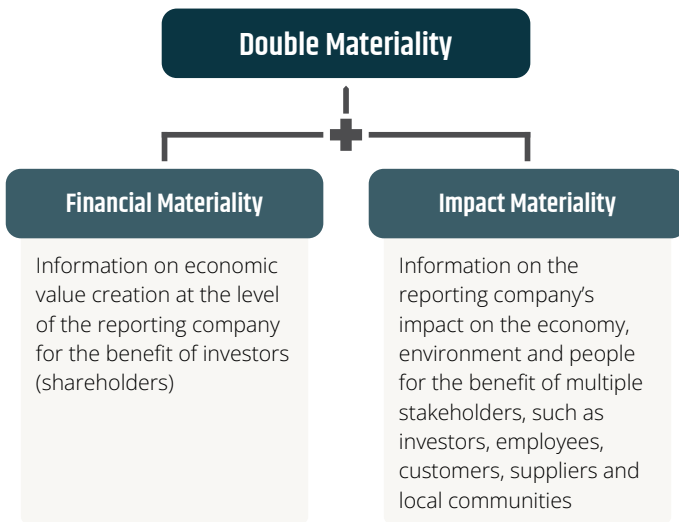 Double Materiality
Financial Materiality
Information on economic
value creation at the level
of the reporting company
for the benefit of investors
(shareholders)
Impact Materiality
Information on the
reporting company’s
impact on the economy,
environment and people
for the benefit of multiple
stakeholders, such as
investors, employees,
customers, suppliers and
local communities